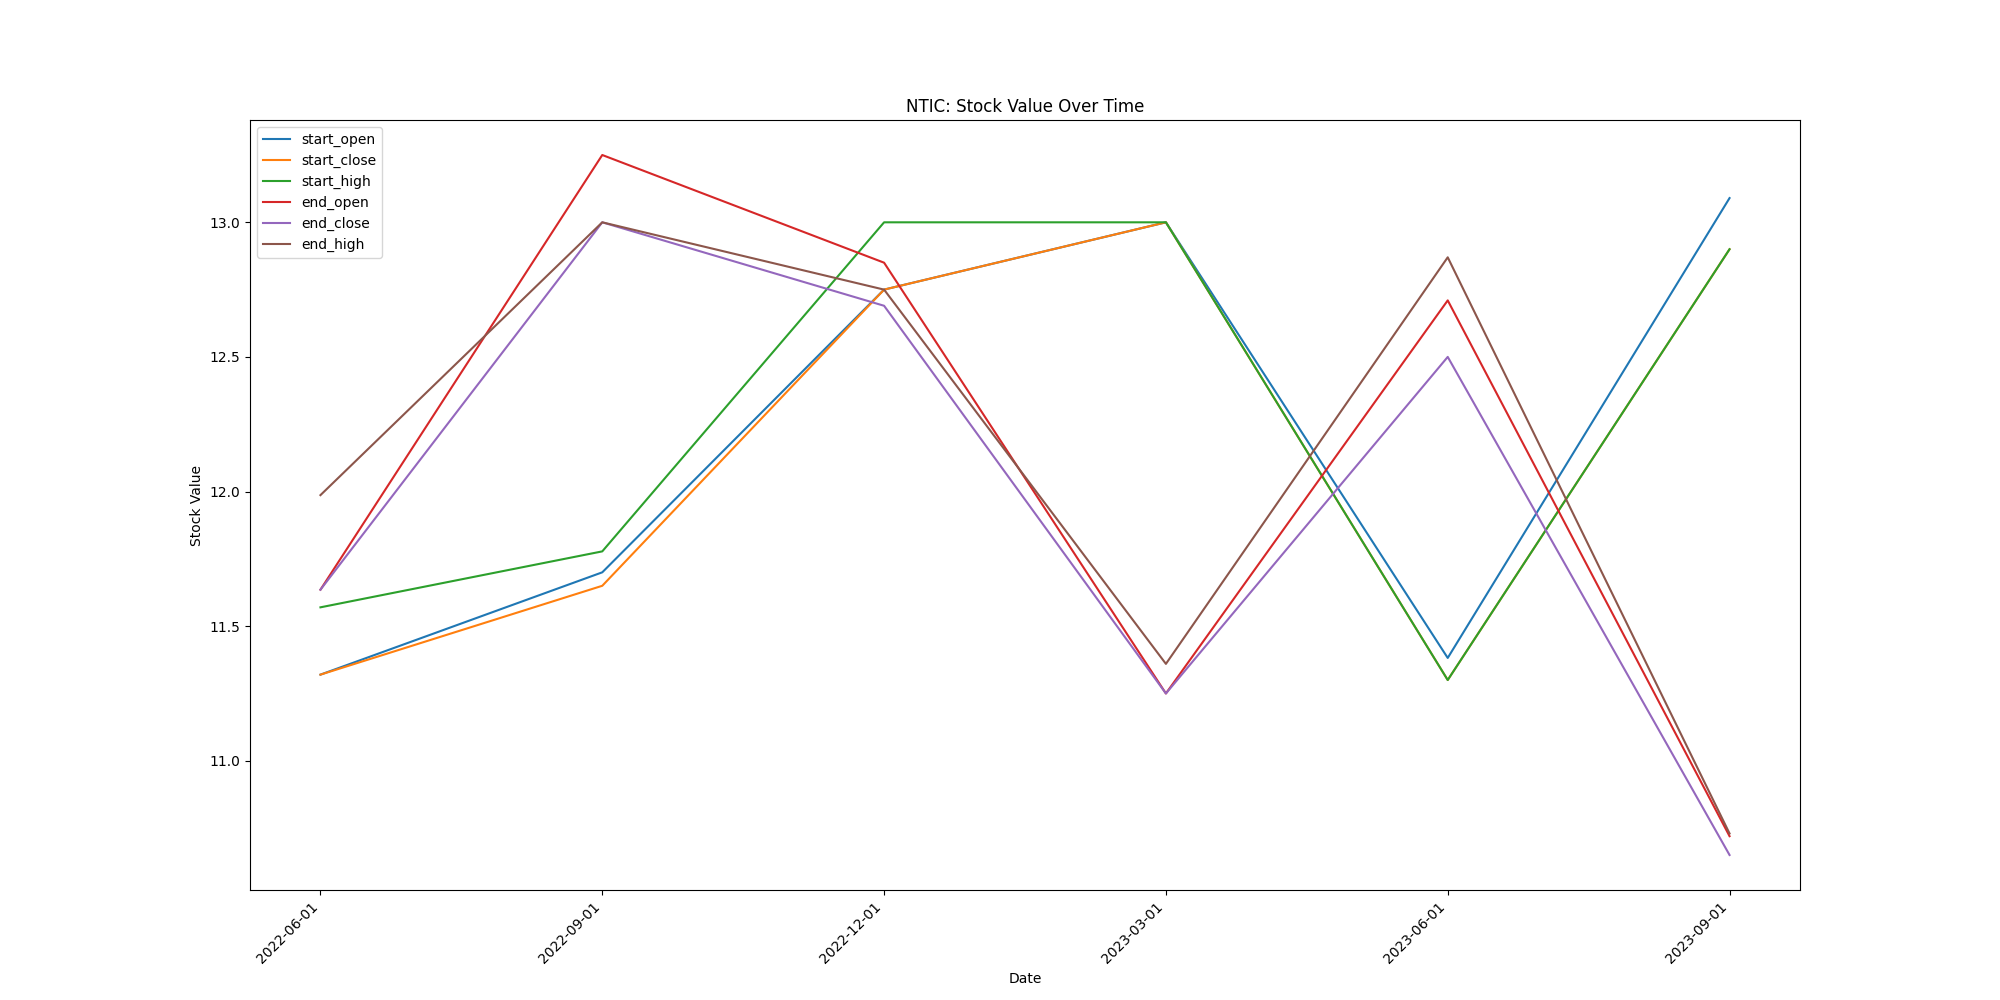 NTIC: Stock Value Over Time
start_open
start_close
start_high
end_open
end_close
end_high
Stock Value
13.0
12.5
12.0
11.5
11.0
2022-06-01
2022-09-01
2022-12-01
2023-03-01
2023-06-01
2023-09-01
Date